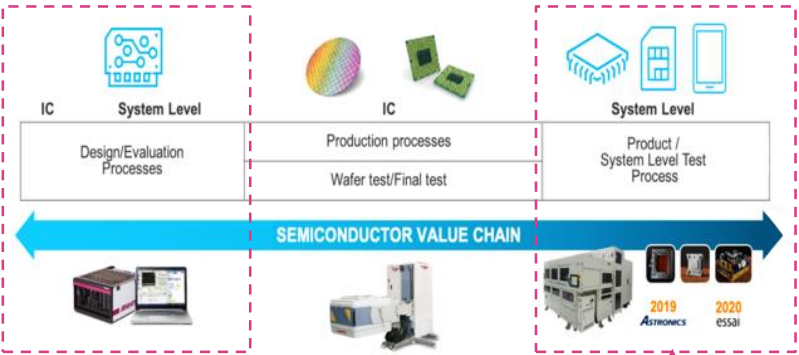 IC System Level
IC
System Level
Design/Evaluation
Processes
Production processes
Wafer test/Final test
Product /
System Level Test
Process
SEMICONDUCTOR VALUE CHAIN
2019
ASTRONICS
2020
essai